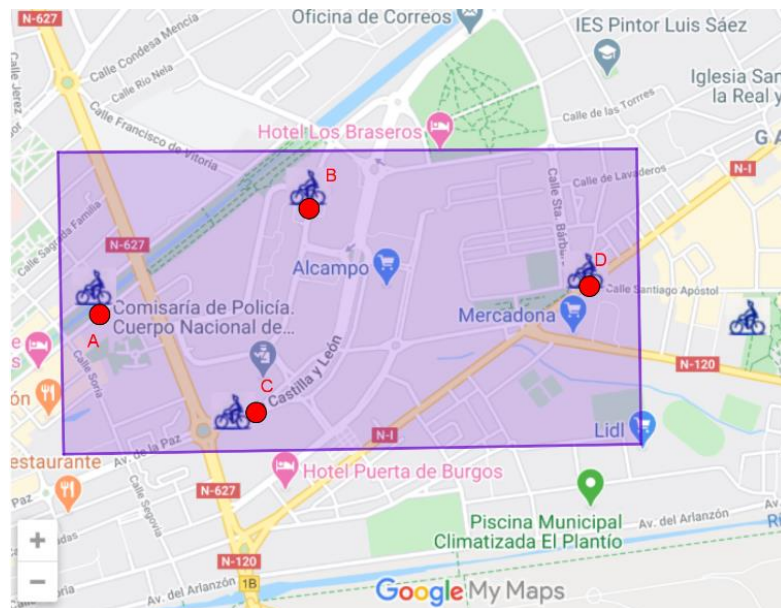 N-627
Oficina de Correos
IES Pintor Luis Sáez
Calle Condesa Mencía
Calle Jerez
Calle Río Nela
Iglesia San
la Real y
Calle de las Torres
Calle Francisco de Vitoria
Hotel Los Braseros
G A
N-I
B
Calle de Lavaderos
Calle Sta. Bárbara
Calle Sagrada Familia
N-627
Alcampo
D
Calle Santiago Apóstol
Comisaría de Policía.
Cuerpo Nacional de...
Mercadona
A
Calle Soria
N-120
C
Castilla y León
Lidl
N-I
Av. de la Paz
estaurante
Hotel Puerta de Burgos
N-627
Paz
Calle Segovia
Piscina Municipal
Climatizada El Plantío
Av. del Arlanzón
+
−
N-120
1B
Av. del Arlanzón
Google My Maps